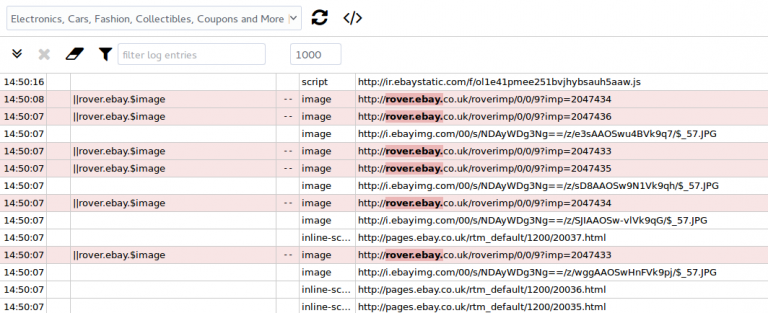 Electronics, Cars, Fashion, Collectibles, Coupons and More
</>
filter log entries 1000
14:50:16 script http://ir.ebaystatic.com/f/ol1e41pmee251bvjhybsauh5aaw.js
14:50:08 ||rover.ebay.$image -- image http://rover.ebay.co.uk/roverimp/0/0/9?imp=2047434
14:50:07 ||rover.ebay.$image -- image http://rover.ebay.co.uk/roverimp/0/0/9?imp=2047436
14:50:07 image http://i.ebayimg.com/00/s/NDAyWDg3Ng==/z/e3sAAOSwu4BVk9q7/$_57.JPG
14:50:07 ||rover.ebay.$image -- image http://rover.ebay.co.uk/roverimp/0/0/9?imp=2047433
14:50:07 ||rover.ebay.$image -- image http://rover.ebay.co.uk/roverimp/0/0/9?imp=2047435
14:50:07 image http://i.ebayimg.com/00/s/NDAyWDg3Ng==/z/sD8AAOSw9N1Vk9qh/$_57.JPG
14:50:07 ||rover.ebay.$image -- image http://rover.ebay.co.uk/roverimp/0/0/9?imp=2047434
14:50:07 image http://i.ebayimg.com/00/s/NDAyWDg3Ng==/z/SJIAAOSw-vlVk9qG/$_57.JPG
14:50:07 inline-sc... http://pages.ebay.co.uk/rtm_default/1200/20037.html
14:50:07 ||rover.ebay.$image -- image http://rover.ebay.co.uk/roverimp/0/0/9?imp=2047433
14:50:07 image http://i.ebayimg.com/00/s/NDAyWDg3Ng==/z/wggAAOSwHnFVk9pj/$_57.JPG
14:50:07 inline-sc... http://pages.ebay.co.uk/rtm_default/1200/20036.html
14:50:07 inline-sc... http://pages.ebay.co.uk/rtm_default/1200/20035.html